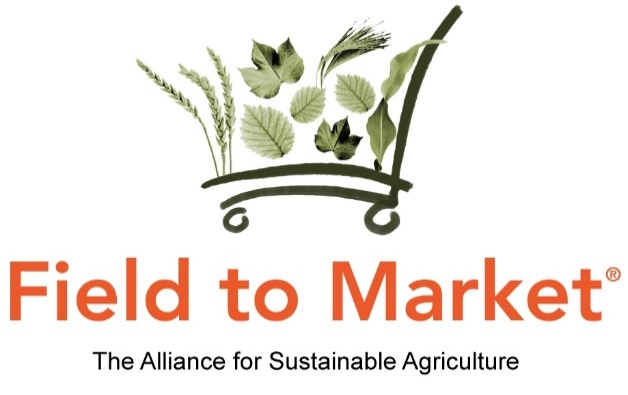 Field to Market®
The Alliance for Sustainable Agriculture